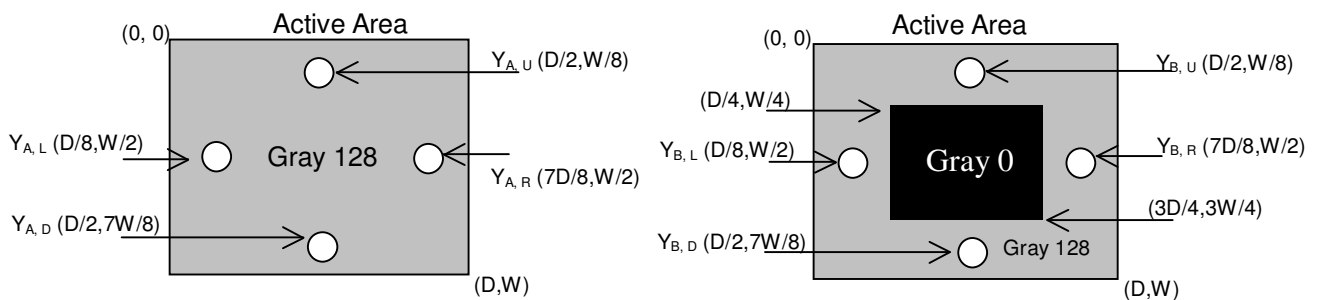 Active Area
(0, 0)
Y_A, U (D/2,W/8)
Y_A, L (D/8,W/2)
Gray 128
Y_A, R (7D/8,W/2)
Y_A, D (D/2,7W/8)
(D,W)
Active Area
(0, 0)
Y_B, U (D/2,W/8)
(D/4,W/4)
Y_B, L (D/8,W/2)
Gray 0
Y_B, R (7D/8,W/2)
(3D/4,3W/4)
Y_B, D (D/2,7W/8)
Gray 128
(D,W)